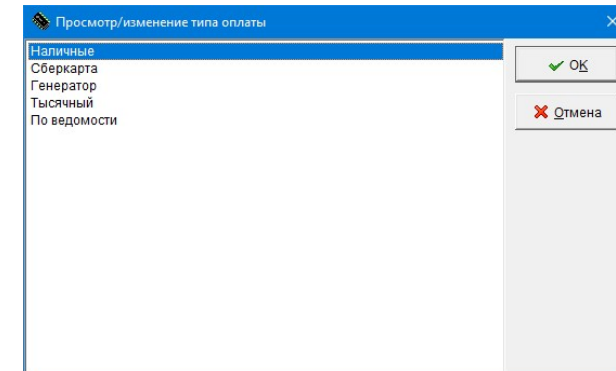 Просмотр/изменение типа оплаты
Наличные
Сберкарта
Генератор
Тысячный
По ведомости
OK
Отмена